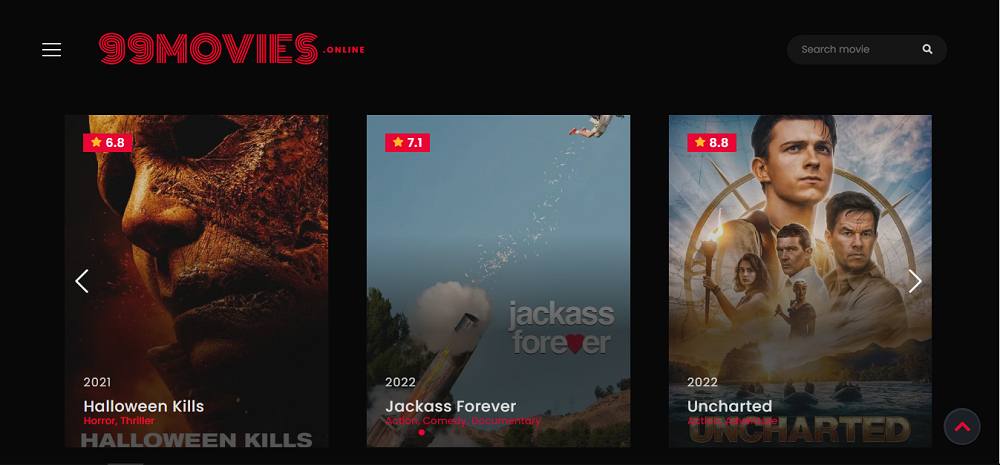 99MOVIES .ONLINE
Search movie
6.8
7.1
8.8
jackass
forever
2021
Halloween Kills
Horror, Thriller
HALLOWEEN KILLS
2022
Jackass Forever
Action, Comedy, Documentary
2022
Uncharted
Action, Adventure
UNCHARTED